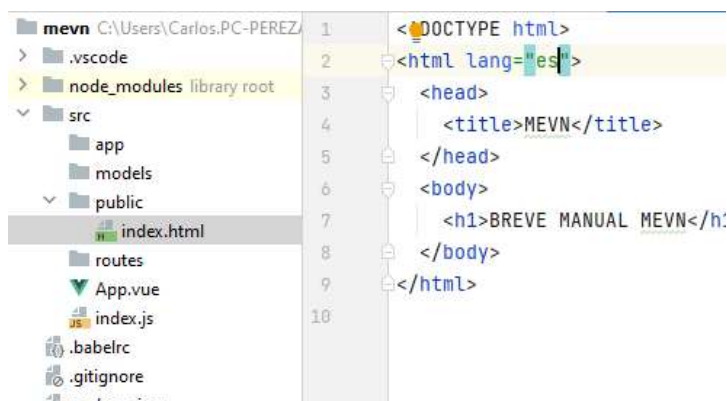 mevn C:\Users\Carlos.PC-PEREZ
.vscode
node_modules library root
src
app
models
public
index.html
routes
App.vue
index.js
.babelrc
.gitignore
1 <!DOCTYPE html>
2 <html lang="es">
3 <head>
4 <title>MEVN</title>
5 </head>
6 <body>
7 <h1>BREVE MANUAL MEVN</h1
8 </body>
9 </html>
10